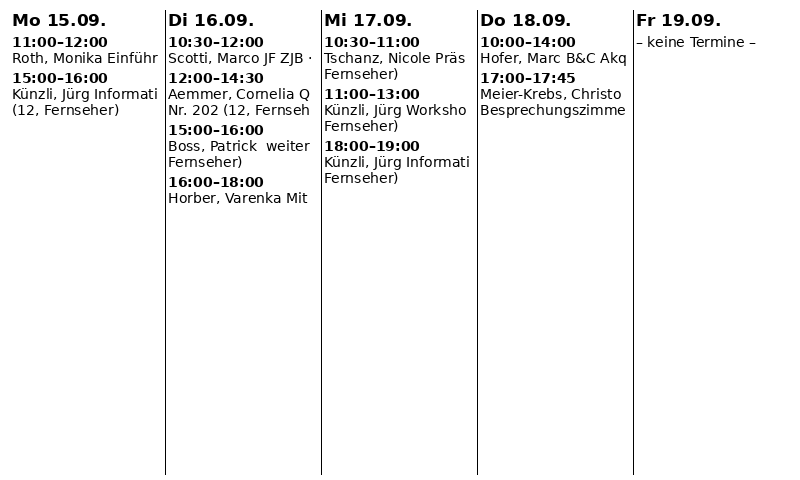 Mo 15.09.
11:00–12:00
Roth, Monika Einführ
15:00–16:00
Künzli, Jürg Informati
(12, Fernseher)
Di 16.09.
10:30–12:00
Scotti, Marco JF ZJB ·
12:00–14:30
Aemmer, Cornelia Q
Nr. 202 (12, Fernseh
15:00–16:00
Boss, Patrick  weiter
Fernseher)
16:00–18:00
Horber, Varenka Mit
Mi 17.09.
10:30–11:00
Tschanz, Nicole Präs
Fernseher)
11:00–13:00
Künzli, Jürg Worksho
Fernseher)
18:00–19:00
Künzli, Jürg Informati
Fernseher)
Do 18.09.
10:00–14:00
Hofer, Marc B&C Akq
17:00–17:45
Meier-Krebs, Christo
Besprechungszimme
Fr 19.09.
– keine Termine –